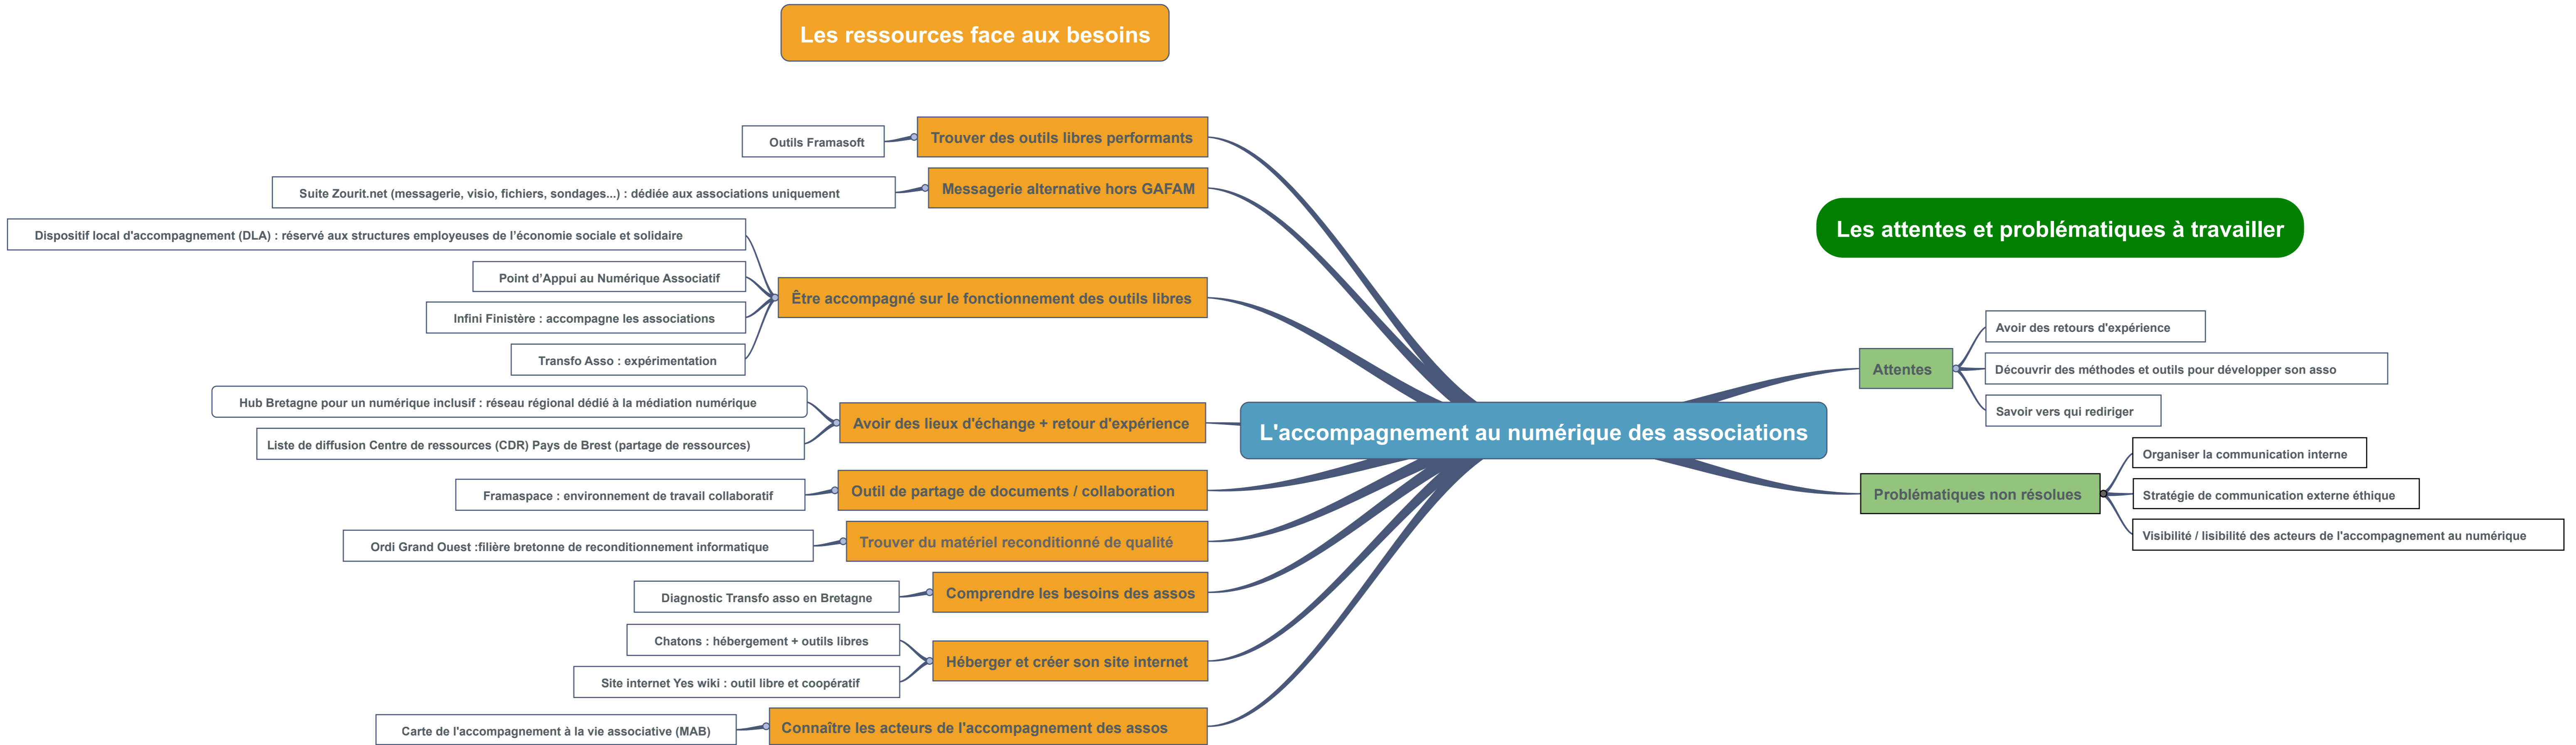 Les ressources face aux besoins
Trouver des outils libres performants
Outils Framasoft
Messagerie alternative hors GAFAM
Suite Zourit.net (messagerie, visio, fichiers, sondages...) : dédiée aux associations uniquement
Être accompagné sur le fonctionnement des outils libres
Dispositif local d'accompagnement (DLA) : réservé aux structures employeuses de l’économie sociale et solidaire
Point d’Appui au Numérique Associatif
Infini Finistère : accompagne les associations
Transfo Asso : expérimentation
Avoir des lieux d'échange + retour d'expérience
Hub Bretagne pour un numérique inclusif : réseau régional dédié à la médiation numérique
Liste de diffusion Centre de ressources (CDR) Pays de Brest (partage de ressources)
Outil de partage de documents / collaboration
Framaspace : environnement de travail collaboratif
Trouver du matériel reconditionné de qualité
Ordi Grand Ouest :filière bretonne de reconditionnement informatique
Comprendre les besoins des assos
Diagnostic Transfo asso en Bretagne
Héberger et créer son site internet
Chatons : hébergement + outils libres
Site internet Yes wiki : outil libre et coopératif
Connaître les acteurs de l'accompagnement des assos
Carte de l'accompagnement à la vie associative (MAB)
L'accompagnement au numérique des associations
Les attentes et problématiques à travailler
Attentes
Avoir des retours d'expérience
Découvrir des méthodes et outils pour développer son asso
Savoir vers qui rediriger
Problématiques non résolues
Organiser la communication interne
Stratégie de communication externe éthique
Visibilité / lisibilité des acteurs de l'accompagnement au numérique